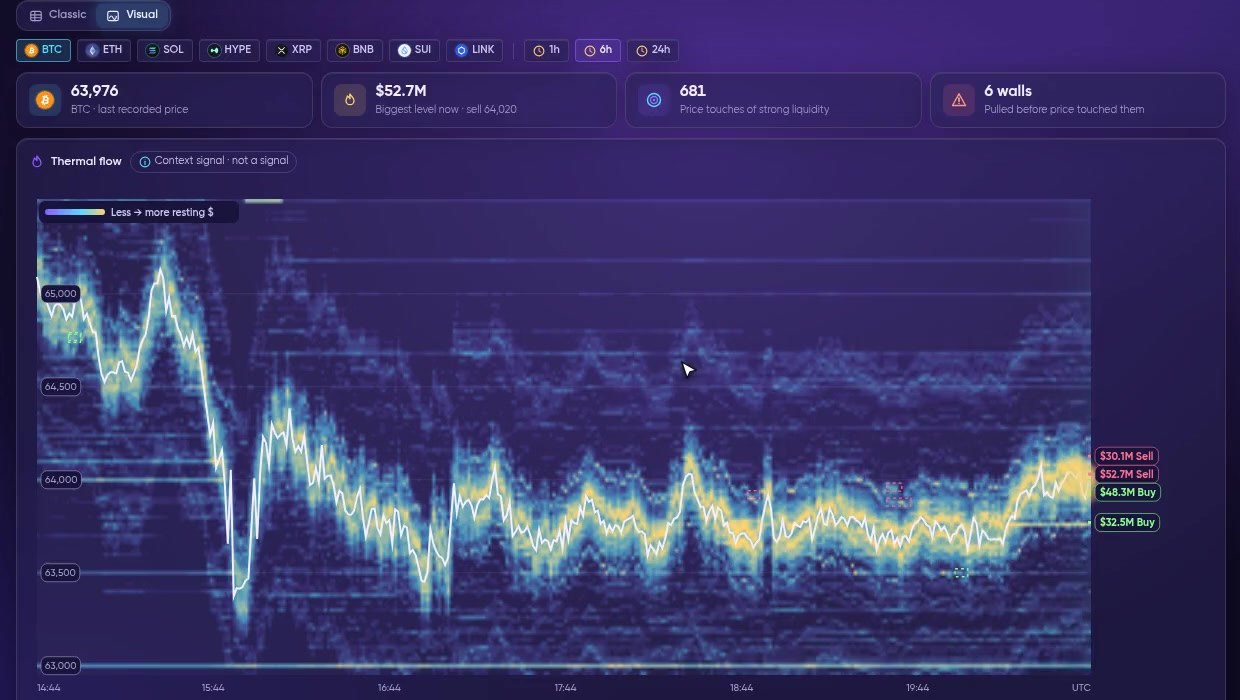 Classic Visual
BTC ETH SOL HYPE XRP BNB SUI LINK 1h 6h 24h
63,976
BTC · last recorded price
$52.7M
Biggest level now · sell 64,020
681
Price touches of strong liquidity
6 walls
Pulled before price touched them
Thermal flow Context signal · not a signal
Less → more resting $
65,000
64,500
64,000
63,500
63,000
$30.1M Sell
$52.7M Sell
$48.3M Buy
$32.5M Buy
14:44 15:44 16:44 17:44 18:44 19:44 UTC